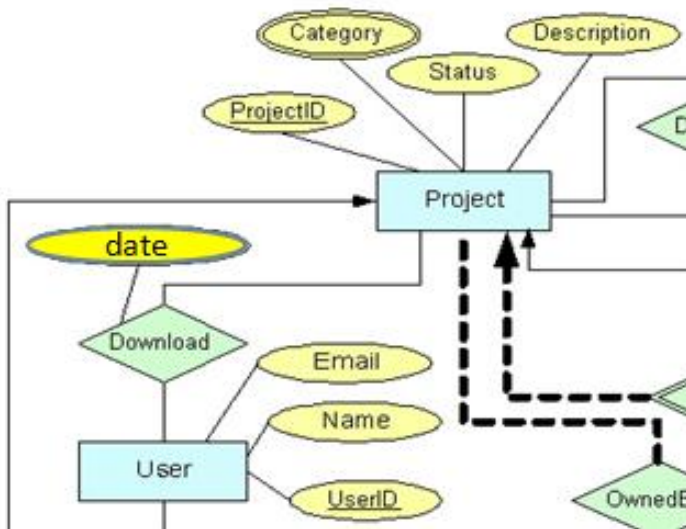 Category
Description
Status
ProjectID
Project
date
Download
Email
Name
User
UserID